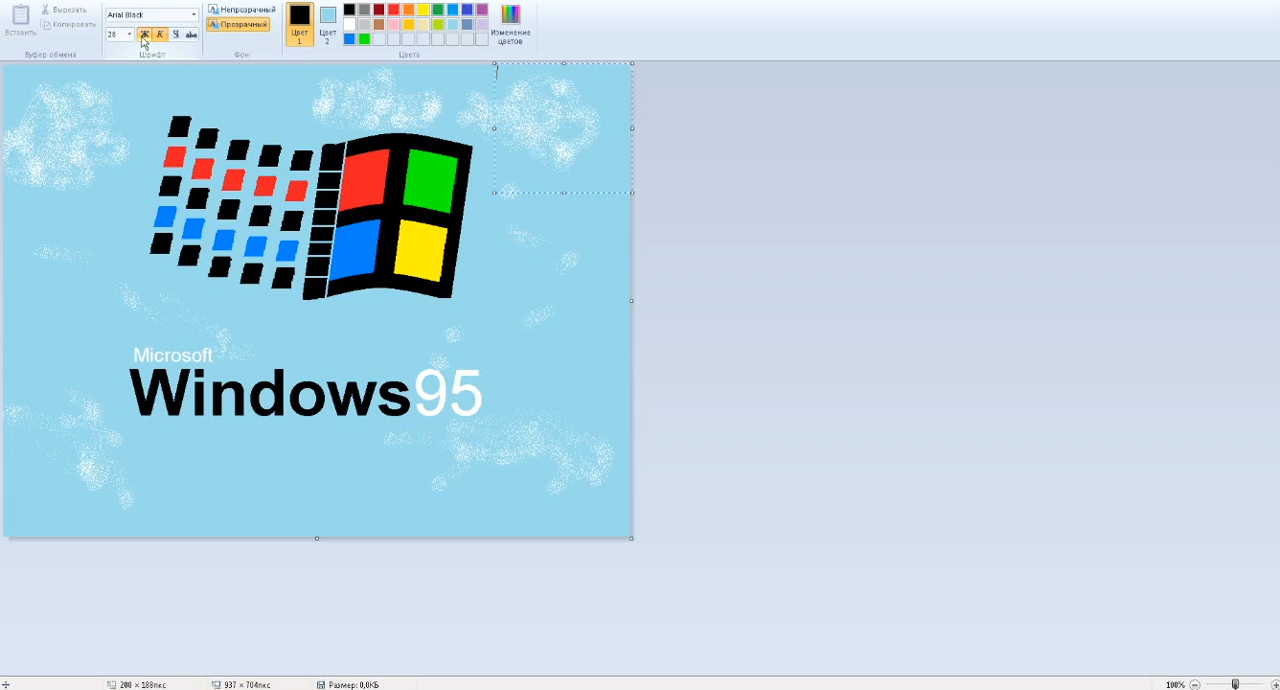 Вставить
Вырезать
Копировать
Буфер обмена
Arial Black
28
Ж К Ч abc
Шрифт
Непрозрачный
Прозрачный
Фон
Цвет
1
Цвет
2
Изменение
цветов
Цвета
Microsoft
Windows95
200 × 188пкс
937 × 704пкс
Размер: 0,0КБ
100%